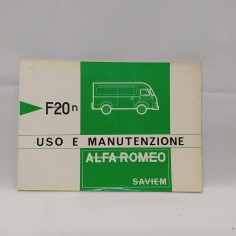 F20n
USO E MANUTENZIONE
ALFA ROMEO
SAVIEM